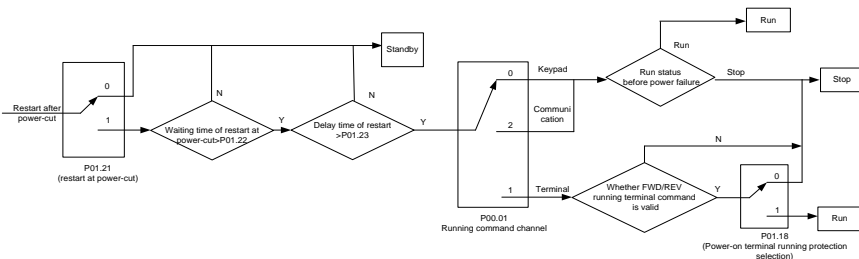 Run
Run
Standby
0
N
N
Restart after
power-cut
1
Waiting time of restart at
power-cut>P01.22
Y
Delay time of restart
>P01.23
Y
P01.21
(restart at power-cut)
0
Keypad
Communi
cation
2
1
Terminal
P00.01
Running command channel
Run status
before power failure
Stop
Stop
N
Whether FWD/REV
running terminal command
is valid
Y
0
1
Run
P01.18
(Power-on terminal running protection
selection)